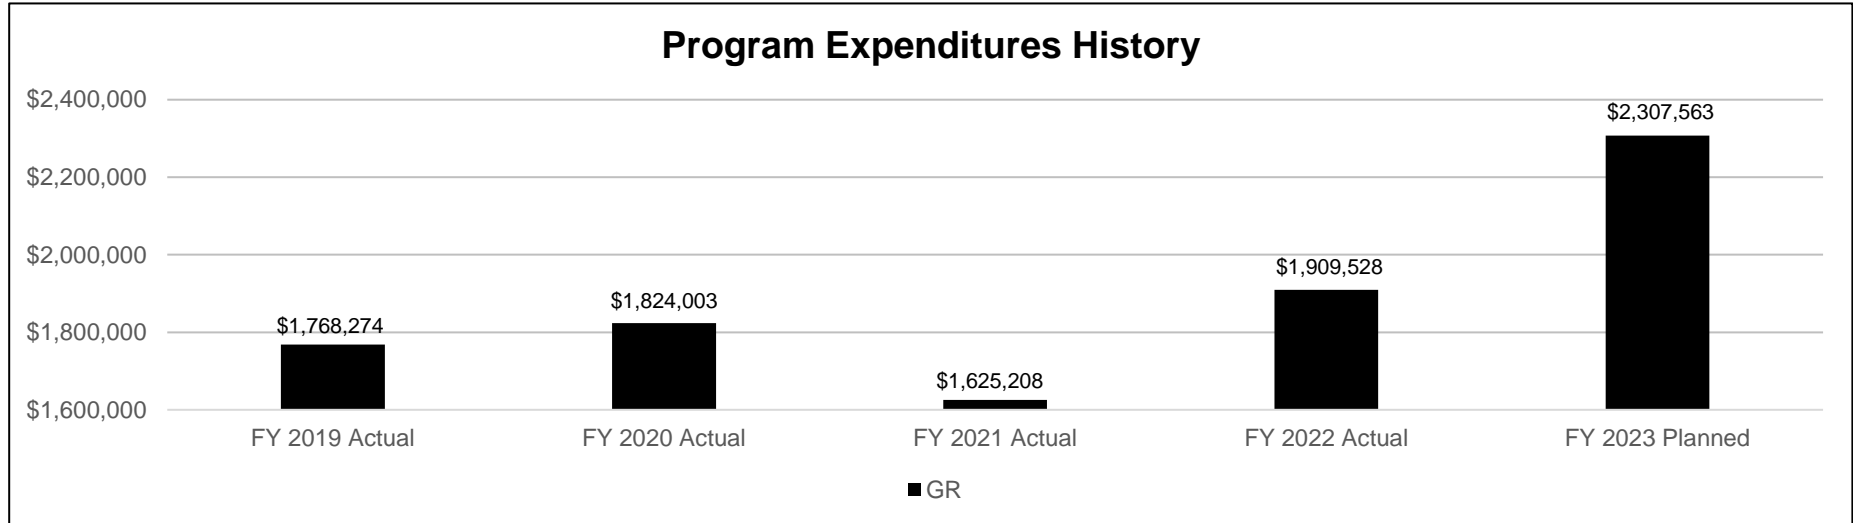 Program Expenditures History
$2,400,000
$2,200,000
$2,000,000
$1,800,000
$1,600,000
$1,768,274
$1,824,003
$1,625,208
$1,909,528
$2,307,563
FY 2019 Actual
FY 2020 Actual
FY 2021 Actual
FY 2022 Actual
FY 2023 Planned
GR